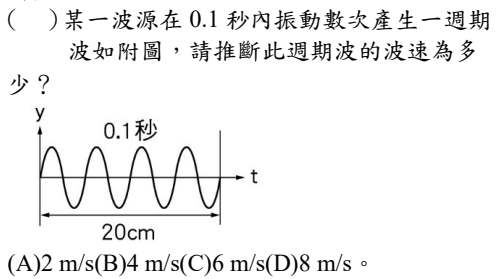 (　)某一波源在 0.1 秒內振動數次產生一週期
波如附圖，請推斷此週期波的波速為多
少？
y
0.1秒
t
20cm
(A)2 m/s(B)4 m/s(C)6 m/s(D)8 m/s。